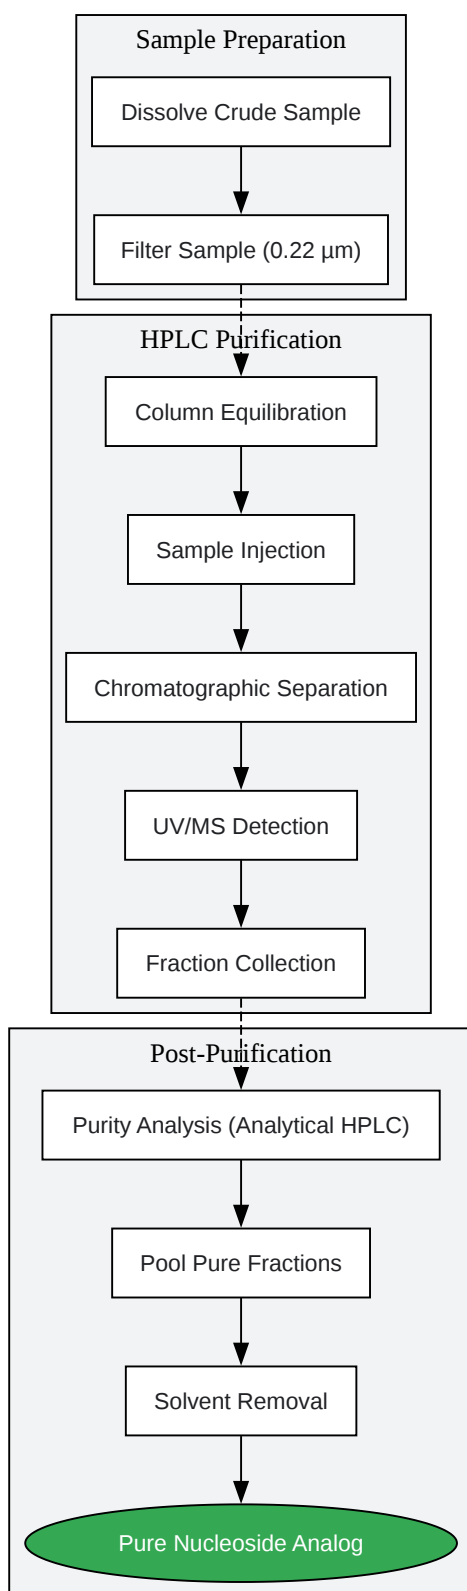 Sample Preparation
Dissolve Crude Sample
Filter Sample (0.22 µm)
HPLC Purification
Column Equilibration
Sample Injection
Chromatographic Separation
UV/MS Detection
Fraction Collection
Post-Purification
Purity Analysis (Analytical HPLC)
Pool Pure Fractions
Solvent Removal
Pure Nucleoside Analog